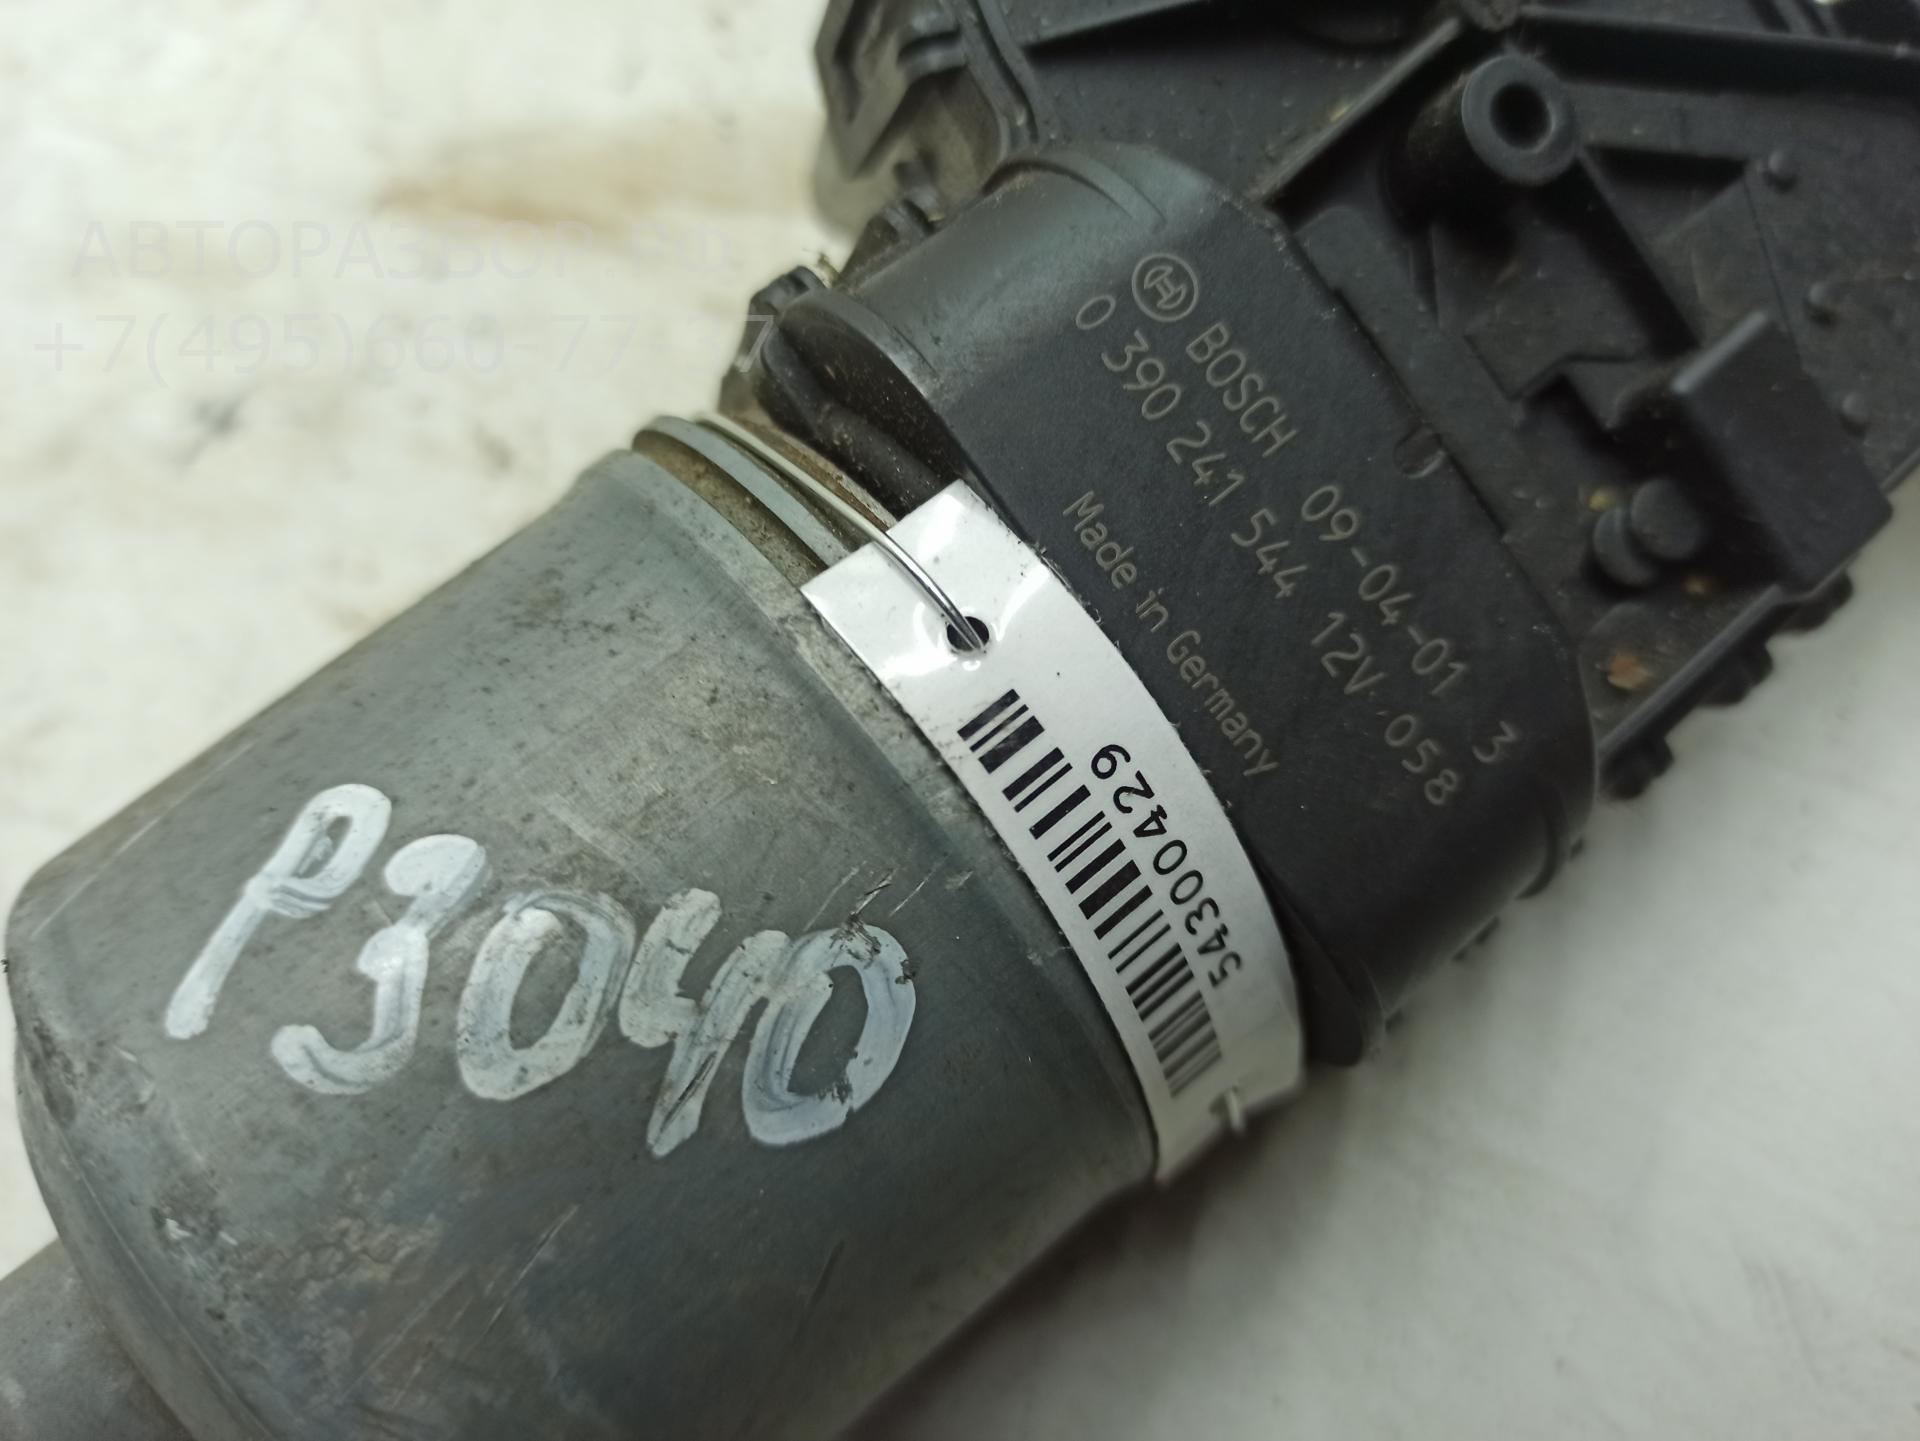 АВТОРАЗБОР.РФ
+7(495)660-77-37
BOSCH 09-04-01 3
0 390 241 544 12V 058
Made in Germany
54300429
P3040